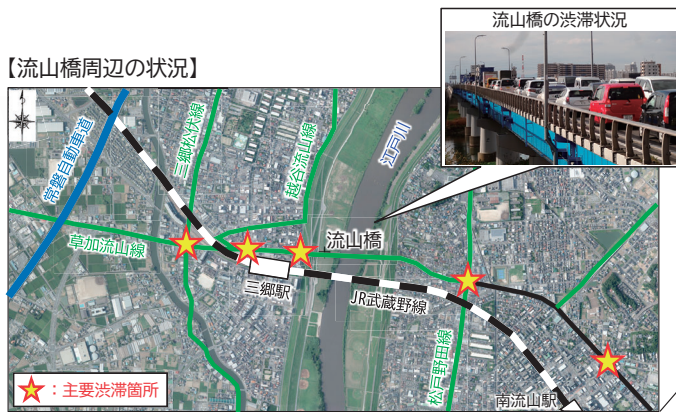 流山橋の渋滞状況
【流山橋周辺の状況】
常磐自動車道
三郷松伏線
越谷流山線
江戸川
草加流山線
流山橋
三郷駅
JR武蔵野線
松戸野田線
南流山駅
：主要渋滞箇所